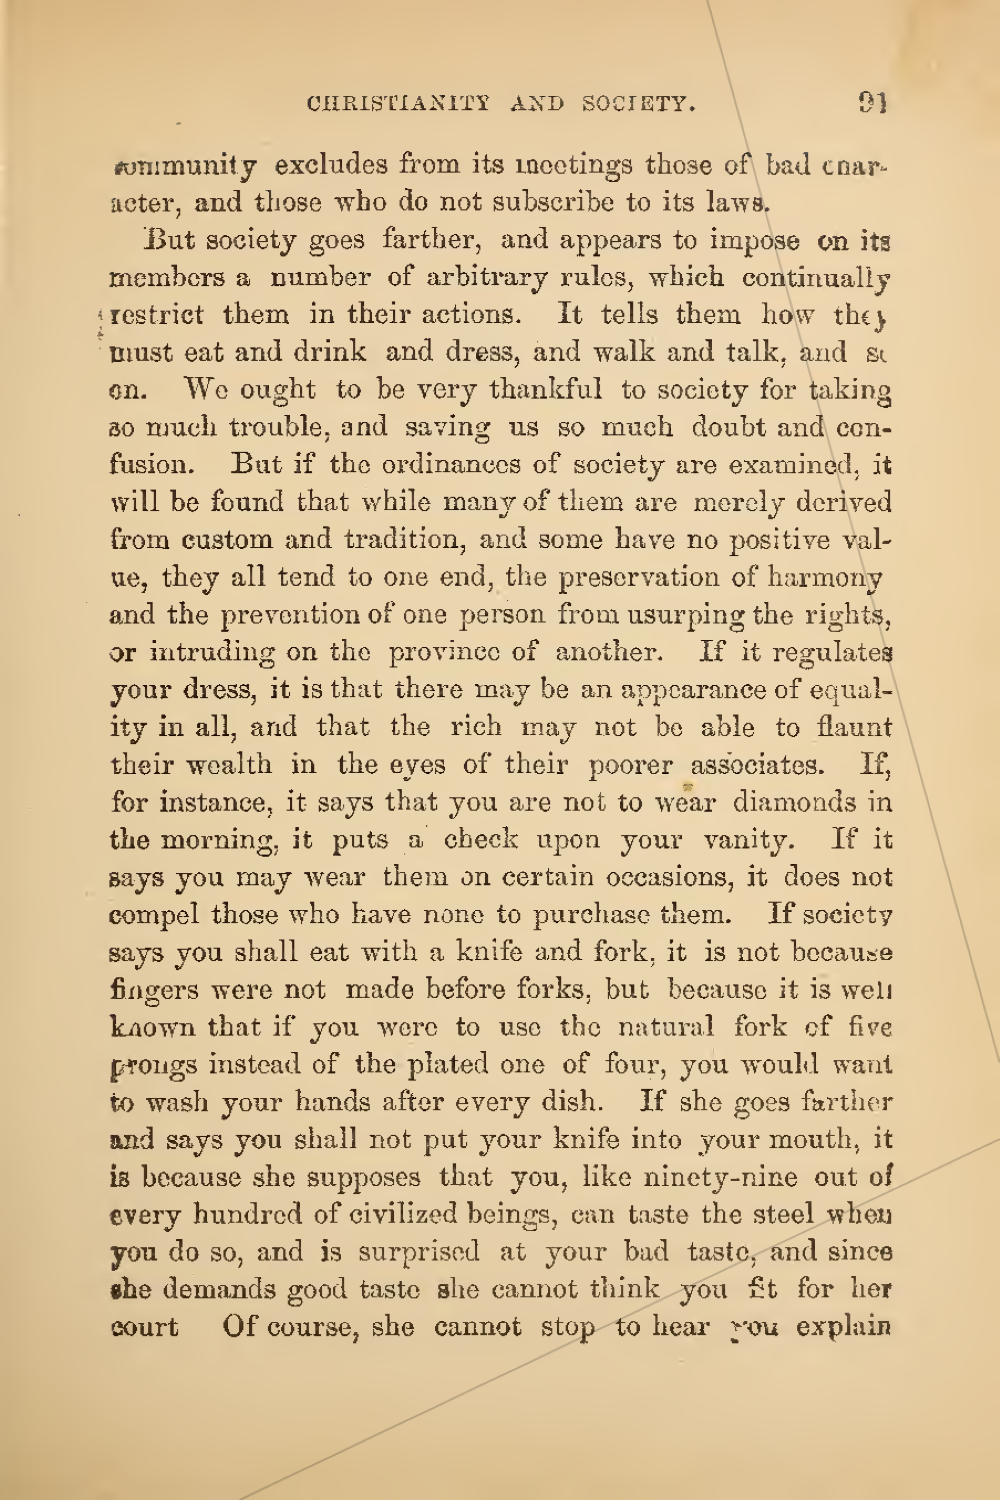 CHRISTIANITY AND SOCIETY. 91
community excludes from its meetings those of bad char-
acter, and those who do not subscribe to its laws.
But society goes farther, and appears to impose on its
members a number of arbitrary rules, which continually
restrict them in their actions. It tells them how they
must eat and drink and dress, and walk and talk, and so
on. We ought to be very thankful to society for taking
so much trouble, and saving us so much doubt and con-
fusion. But if the ordinances of society are examined, it
will be found that while many of them are merely derived
from custom and tradition, and some have no positive val-
ue, they all tend to one end, the preservation of harmony
and the prevention of one person from usurping the rights,
or intruding on the province of another. If it regulates
your dress, it is that there may be an appearance of equal-
ity in all, and that the rich may not be able to flaunt
their wealth in the eyes of their poorer associates. If,
for instance, it says that you are not to wear diamonds in
the morning, it puts a check upon your vanity. If it
says you may wear them on certain occasions, it does not
compel those who have none to purchase them. If society
says you shall eat with a knife and fork, it is not because
fingers were not made before forks, but because it is well
known that if you were to use the natural fork of five
prongs instead of the plated one of four, you would want
to wash your hands after every dish. If she goes farther
and says you shall not put your knife into your mouth, it
is because she supposes that you, like ninety-nine out of
every hundred of civilized beings, can taste the steel when
you do so, and is surprised at your bad taste, and since
she demands good taste she cannot think you fit for her
court Of course, she cannot stop to hear you explain